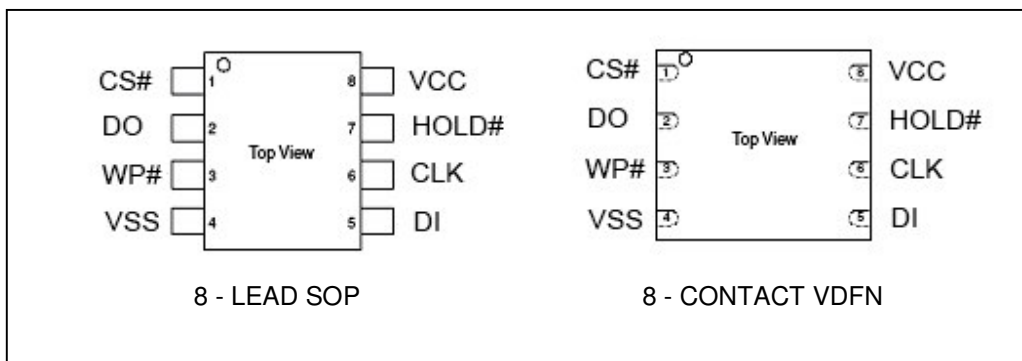 CS# 1 8 VCC
DO 2 7 HOLD#
Top View
WP# 3 6 CLK
VSS 4 5 DI
8 - LEAD SOP
CS# 1 8 VCC
DO 2 7 HOLD#
Top View
WP# 3 6 CLK
VSS 4 5 DI
8 - CONTACT VDFN